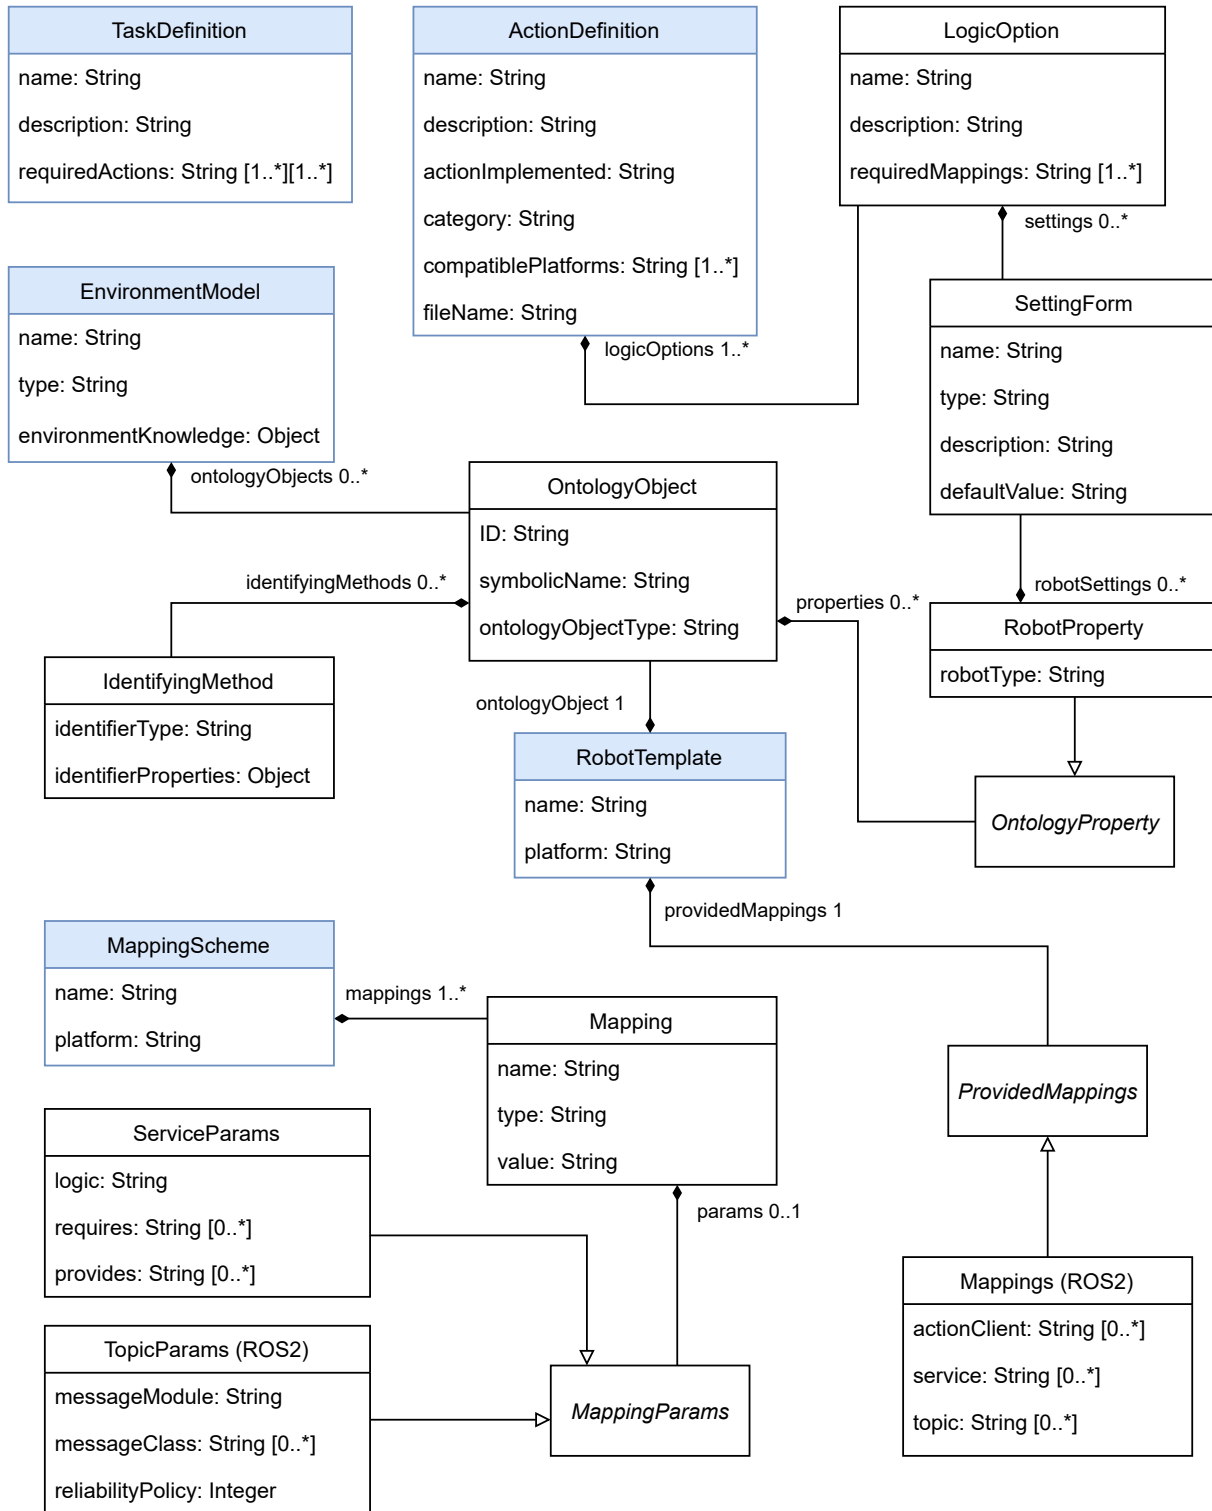 TaskDefinition
name: String
description: String
requiredActions: String [1..*][1..*]
ActionDefinition
name: String
description: String
actionImplemented: String
category: String
compatiblePlatforms: String [1..*]
fileName: String
logicOptions 1..*
LogicOption
name: String
description: String
requiredMappings: String [1..*]
settings 0..*
EnvironmentModel
name: String
type: String
environmentKnowledge: Object
ontologyObjects 0..*
SettingForm
name: String
type: String
description: String
defaultValue: String
robotSettings 0..*
OntologyObject
ID: String
symbolicName: String
ontologyObjectType: String
identifyingMethods 0..*
properties 0..*
RobotProperty
robotType: String
IdentifyingMethod
identifierType: String
identifierProperties: Object
ontologyObject 1
RobotTemplate
name: String
platform: String
OntologyProperty
providedMappings 1
MappingScheme
name: String
platform: String
mappings 1..*
Mapping
name: String
type: String
value: String
params 0..1
ProvidedMappings
ServiceParams
logic: String
requires: String [0..*]
provides: String [0..*]
Mappings (ROS2)
actionClient: String [0..*]
service: String [0..*]
topic: String [0..*]
TopicParams (ROS2)
messageModule: String
messageClass: String [0..*]
reliabilityPolicy: Integer
MappingParams